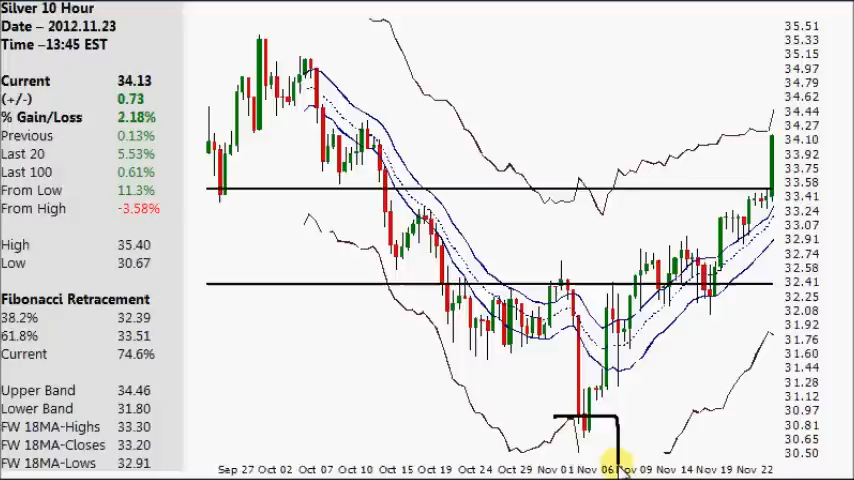 Silver 10 Hour
Date – 2012.11.23
Time –13:45 EST
Current 34.13
(+/-) 0.73
% Gain/Loss 2.18%
Previous 0.13%
Last 20 5.53%
Last 100 0.61%
From Low 11.3%
From High -3.58%
High 35.40
Low 30.67
Fibonacci Retracement
38.2% 32.39
61.8% 33.51
Current 74.6%
Upper Band 34.46
Lower Band 31.80
FW 18MA-Highs 33.30
FW 18MA-Closes 33.20
FW 18MA-Lows 32.91
35.51
35.33
35.15
34.97
34.79
34.62
34.44
34.27
34.10
33.92
33.75
33.58
33.41
33.24
33.07
32.91
32.74
32.58
32.41
32.25
32.08
31.92
31.76
31.60
31.44
31.28
31.12
30.97
30.81
30.65
30.50
Sep 27 Oct 02 Oct 07 Oct 10 Oct 15 Oct 19 Oct 24 Oct 29 Nov 01 Nov 06 Nov 09 Nov 14 Nov 19 Nov 22